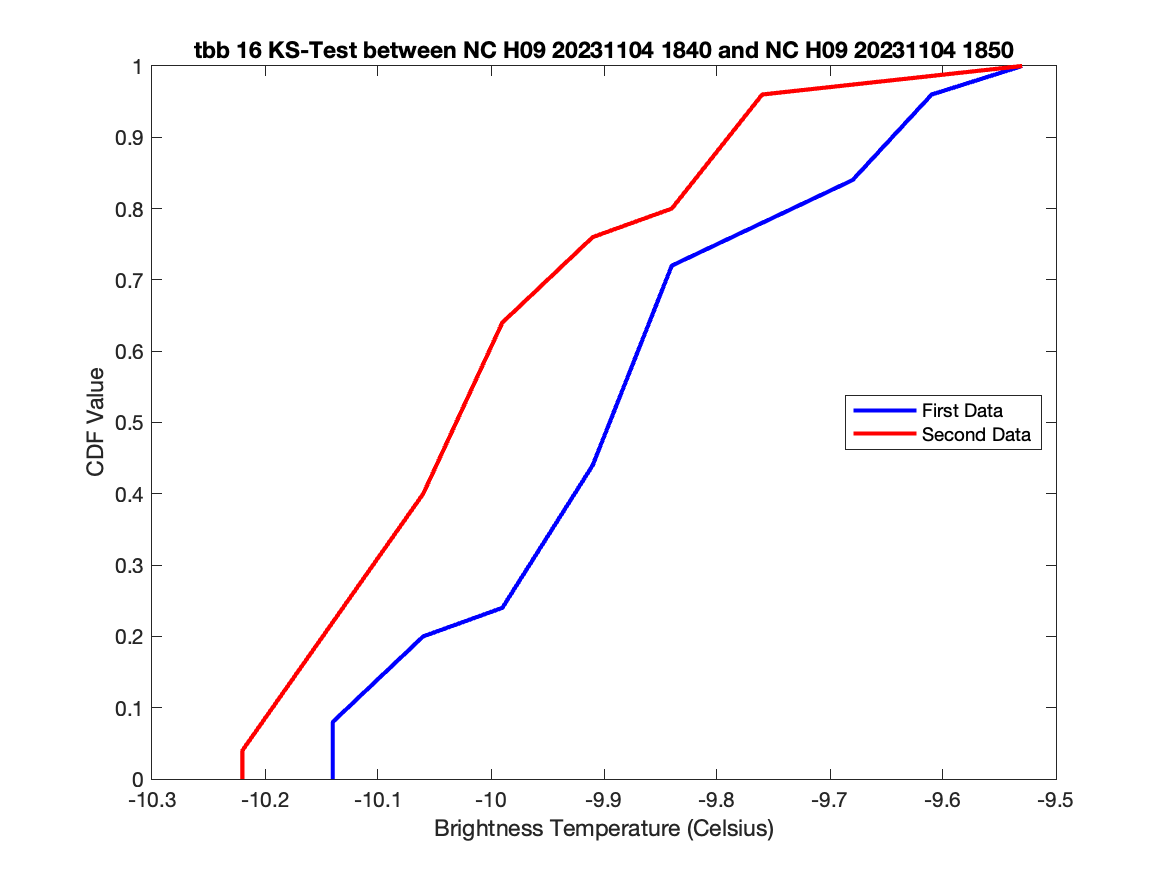 tbb 16 KS-Test between NC H09 20231104 1840 and NC H09 20231104 1850
1
0.9
0.8
0.7
0.6
0.5
0.4
0.3
0.2
0.1
0
CDF Value
First Data
Second Data
-10.3 -10.2 -10.1 -10 -9.9 -9.8 -9.7 -9.6 -9.5
Brightness Temperature (Celsius)